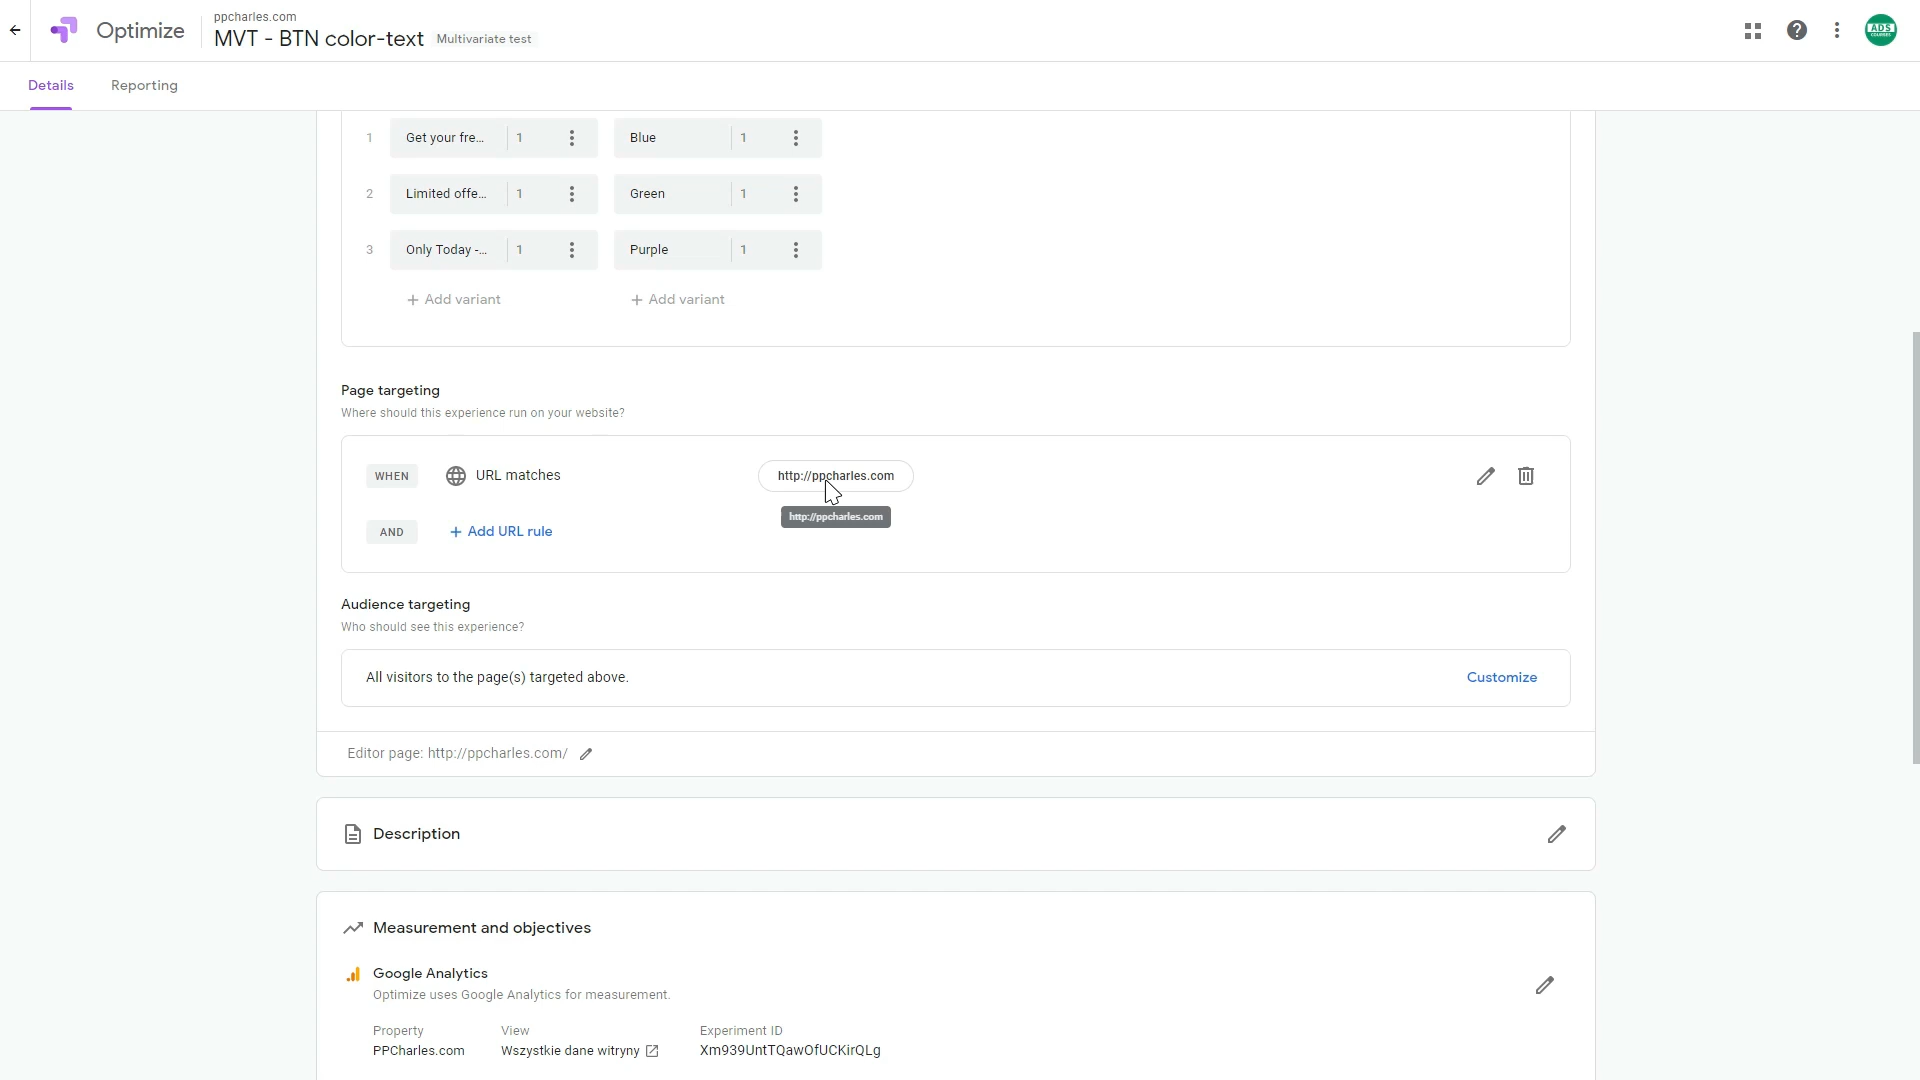 ppcharles.com
Optimize
MVT - BTN color-text Multivariate test
ADS
COURSES
Details Reporting
1 Get your fre... 1 Blue 1
2 Limited offe... 1 Green 1
3 Only Today -... 1 Purple 1
+ Add variant + Add variant
Page targeting
Where should this experience run on your website?
WHEN URL matches http://ppcharles.com
http://ppcharles.com
AND + Add URL rule
Audience targeting
Who should see this experience?
All visitors to the page(s) targeted above. Customize
Editor page: http://ppcharles.com/
Description
Measurement and objectives
Google Analytics
Optimize uses Google Analytics for measurement.
Property View Experiment ID
PPCharles.com Wszystkie dane witryny Xm939UntTQawOfUCKirQLg